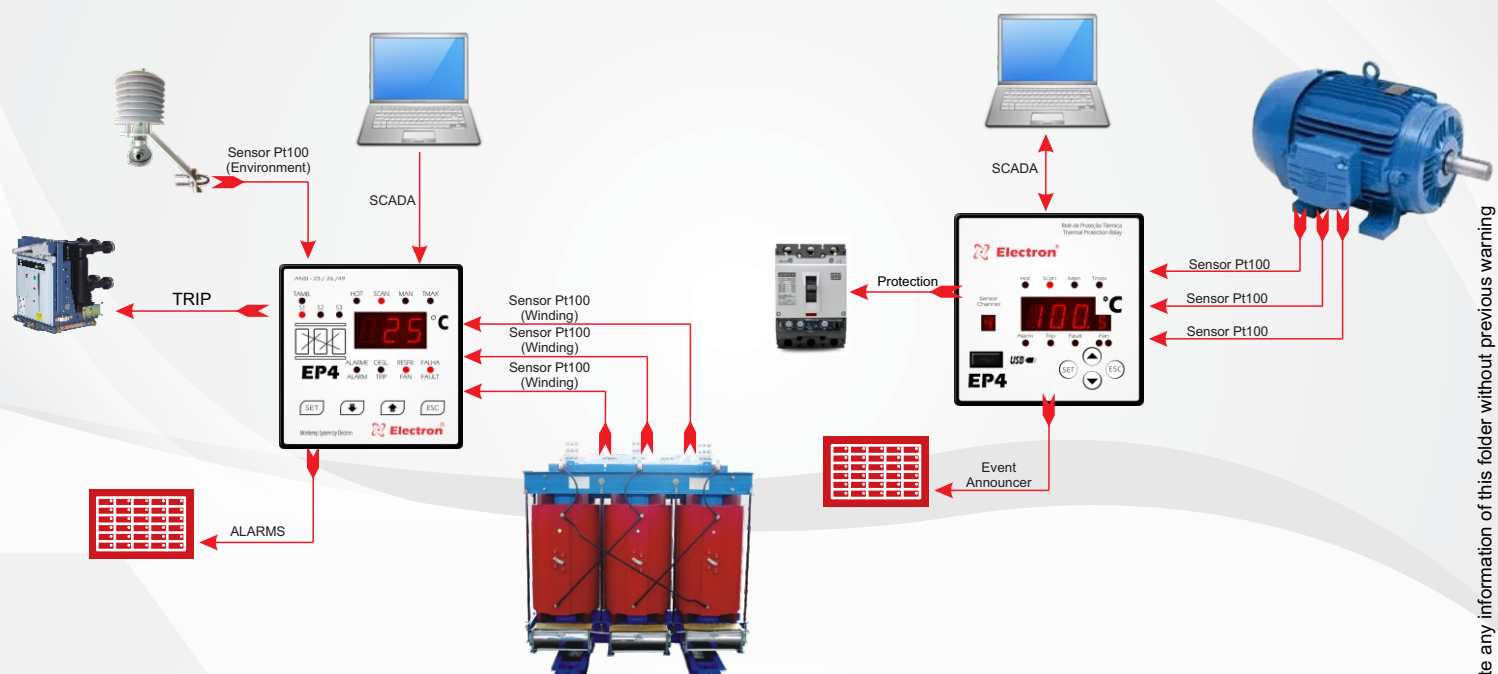 Sensor Pt100
(Environment)
SCADA
TRIP
ANSI - 23 / 26 /49
TAMB. HOT SCAN MAN TMAX
S2 S3
25 °C
ALARME DESL. RESFR. FALHA
ALARM TRIP FAN FAULT
EP4
SET ESC
Monitemp System by Electron
Electron®
Sensor Pt100
(Winding)
Sensor Pt100
(Winding)
Sensor Pt100
(Winding)
ALARMS
SCADA
Relé de Proteção Térmica
Thermal Protection Relay
Electron®
Hot Scan Man Tmax
Sensor
Channel
4
100.5 °C
Alarm Trip Fault Fan
USB
EP4
SET ESC
Protection
Sensor Pt100
Sensor Pt100
Sensor Pt100
Event
Announcer
te any information of this folder without previous warning